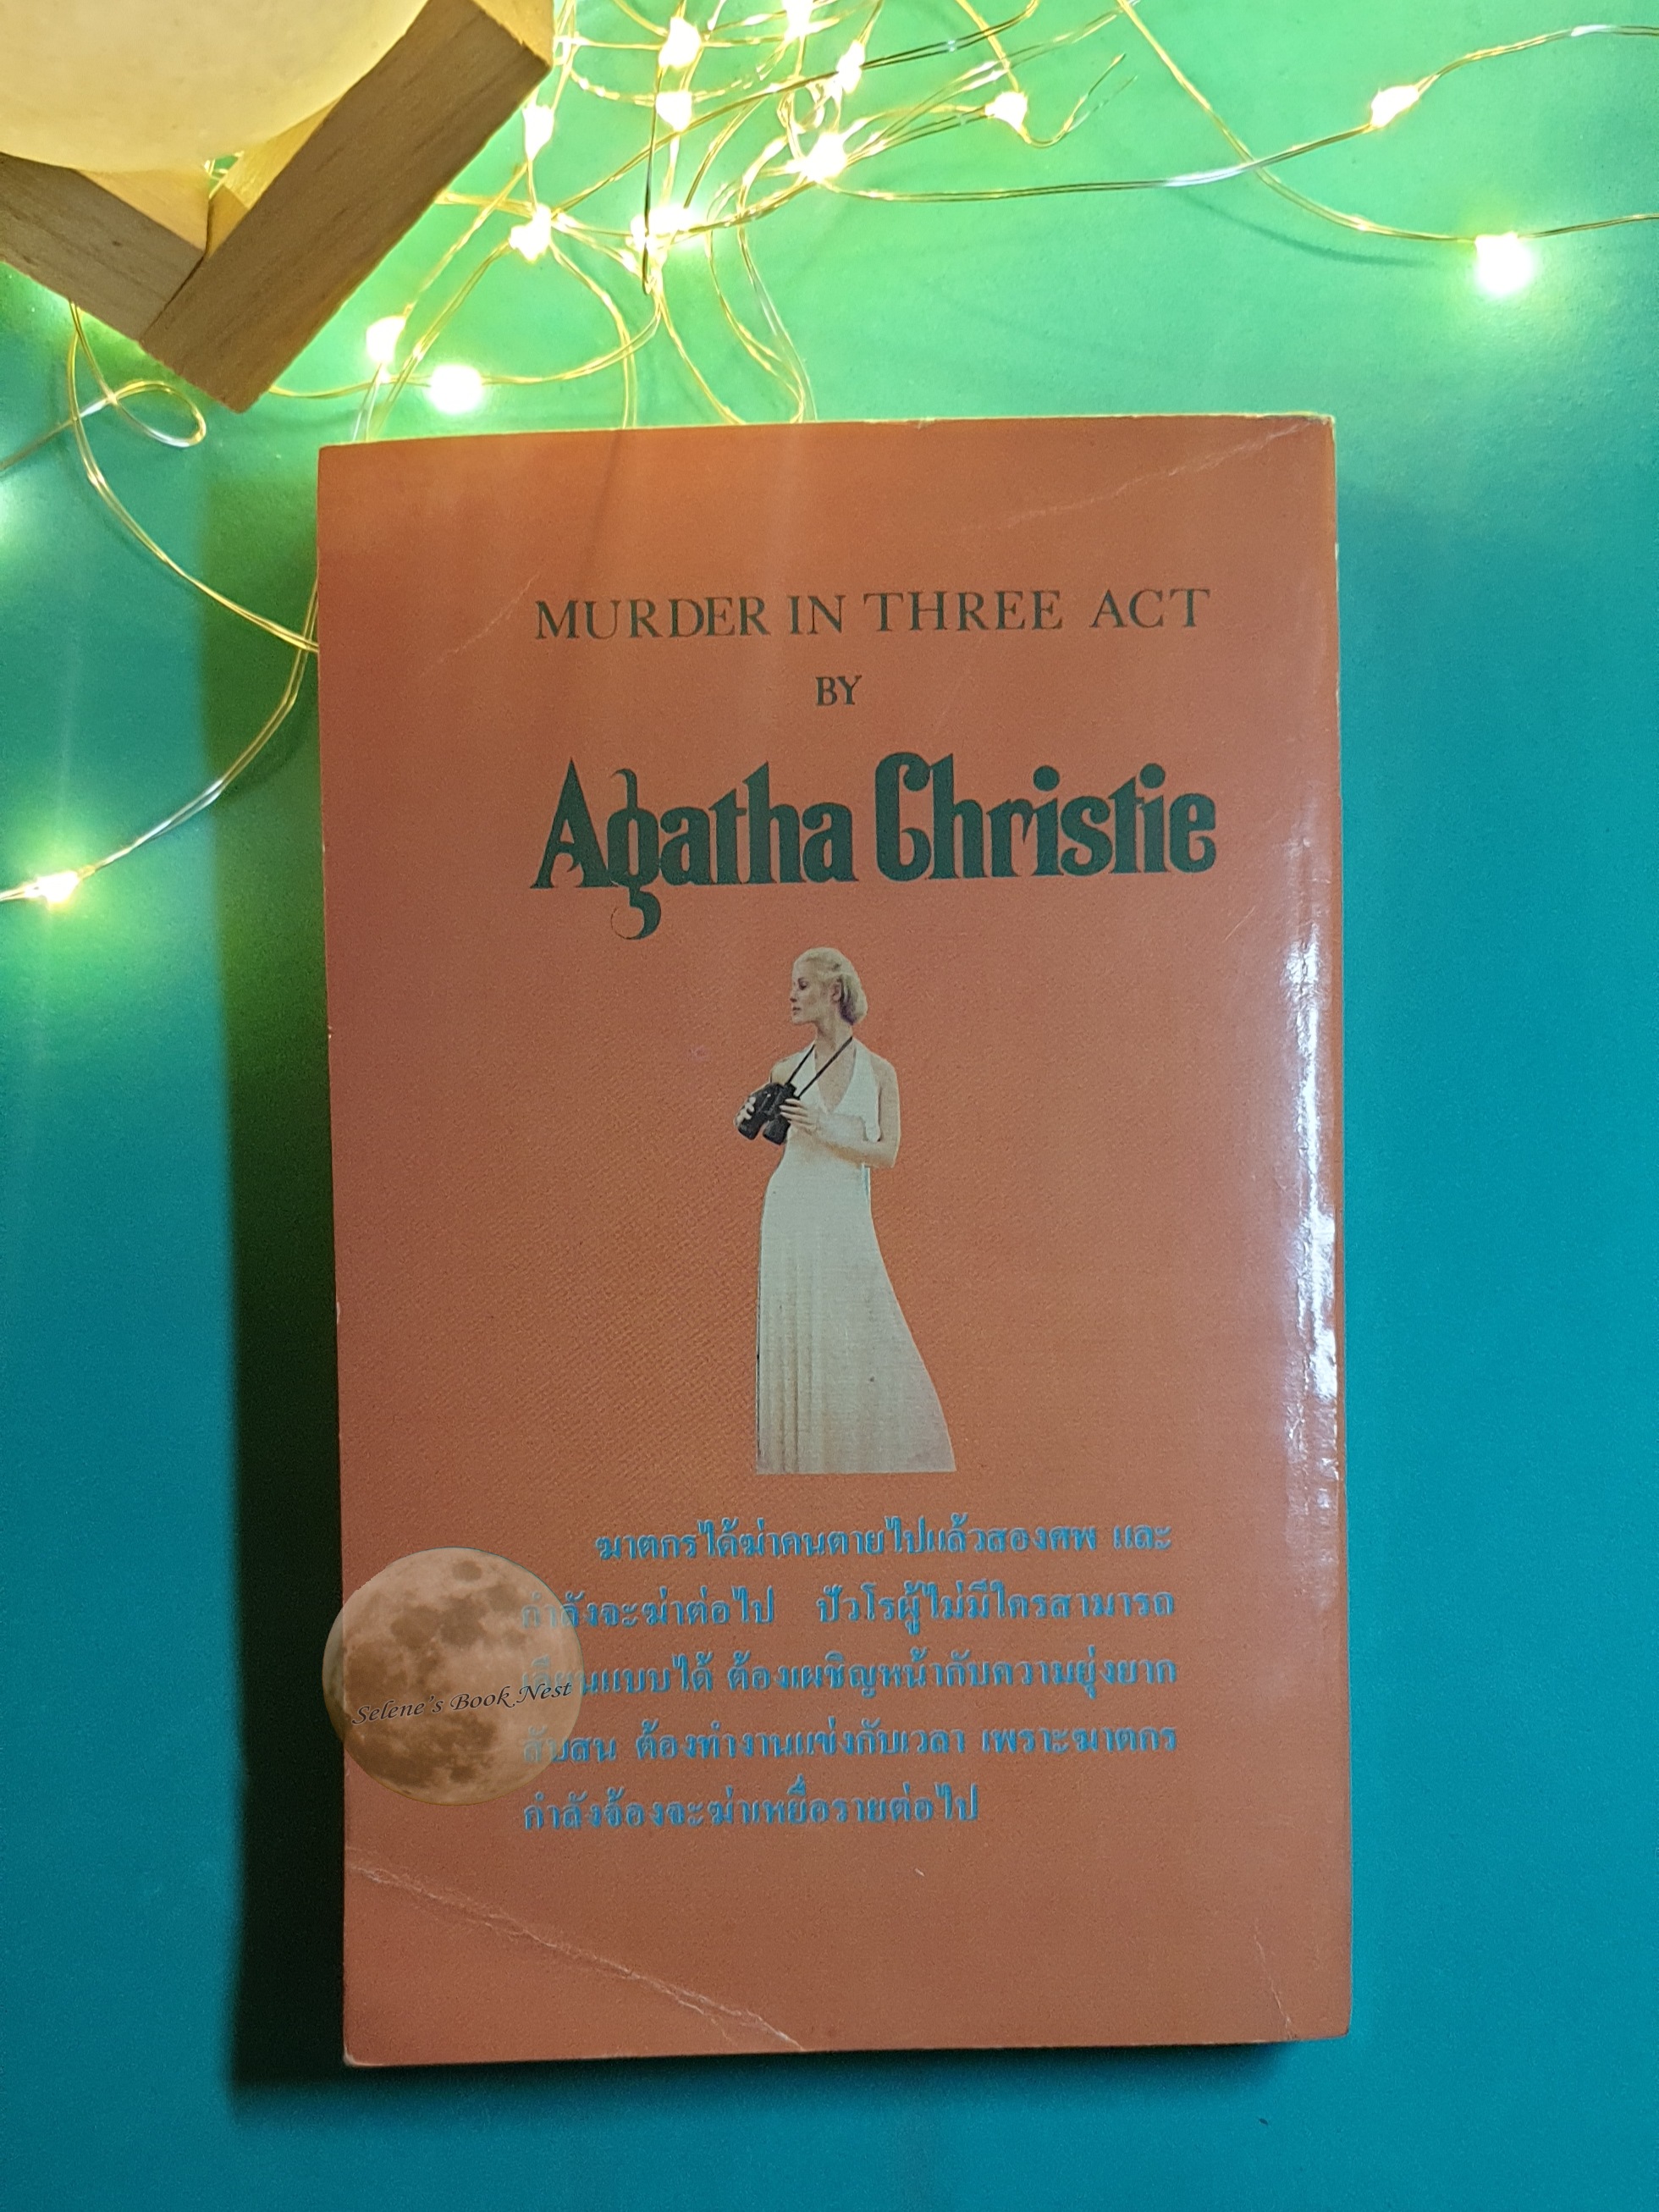 MURDER IN THREE ACT
BY
Agatha Christie
ฆาตกรได้ฆ่าคนตายไปแล้วสองศพ และ
กำลังจะฆ่าต่อไป ปัวโรผู้ไม่มีใครสามารถ
เลียนแบบได้ ต้องเผชิญหน้ากับความยุ่งยาก
สับสน ต้องทำงานแข่งกับเวลา เพราะฆาตกร
กำลังจ้องจะฆ่าเหยื่อรายต่อไป
Selene's Book Nest